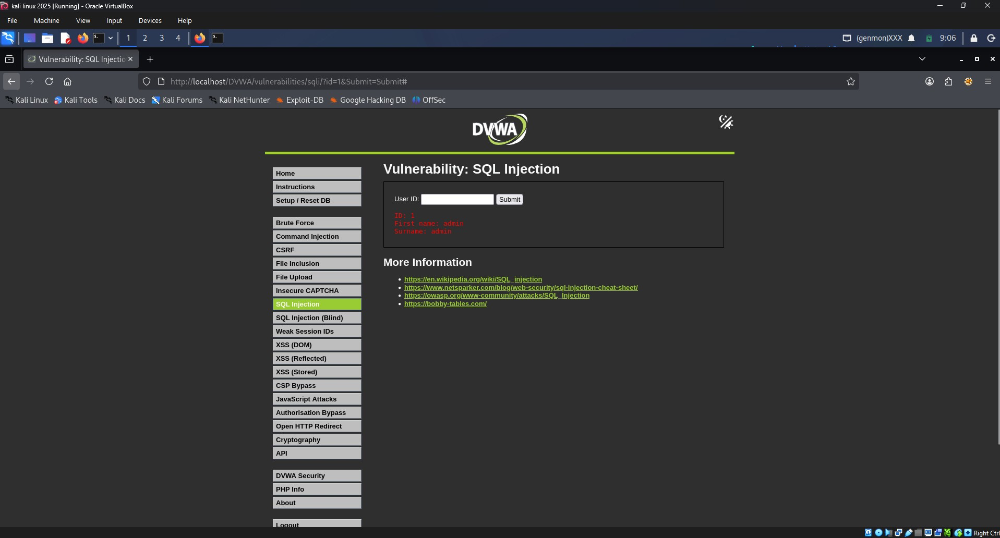 kali linux 2025 [Running] - Oracle VirtualBox
File Machine View Input Devices Help
1 2 3 4 (genmon)XXX 9:06
Vulnerability: SQL Injectio
http://localhost/DVWA/vulnerabilities/sqli/?id=1&Submit=Submit#
Kali Linux Kali Tools Kali Docs Kali Forums Kali NetHunter Exploit-DB Google Hacking DB OffSec
DVWA
Home
Instructions
Setup / Reset DB
Brute Force
Command Injection
CSRF
File Inclusion
File Upload
Insecure CAPTCHA
SQL Injection
SQL Injection (Blind)
Weak Session IDs
XSS (DOM)
XSS (Reflected)
XSS (Stored)
CSP Bypass
JavaScript Attacks
Authorisation Bypass
Open HTTP Redirect
Cryptography
API
DVWA Security
PHP Info
About
Logout
Vulnerability: SQL Injection
User ID: Submit
ID: 1
First name: admin
Surname: admin
More Information
https://en.wikipedia.org/wiki/SQL_injection
https://www.netsparker.com/blog/web-security/sql-injection-cheat-sheet/
https://owasp.org/www-community/attacks/SQL_Injection
https://bobby-tables.com/
Right Ctrl